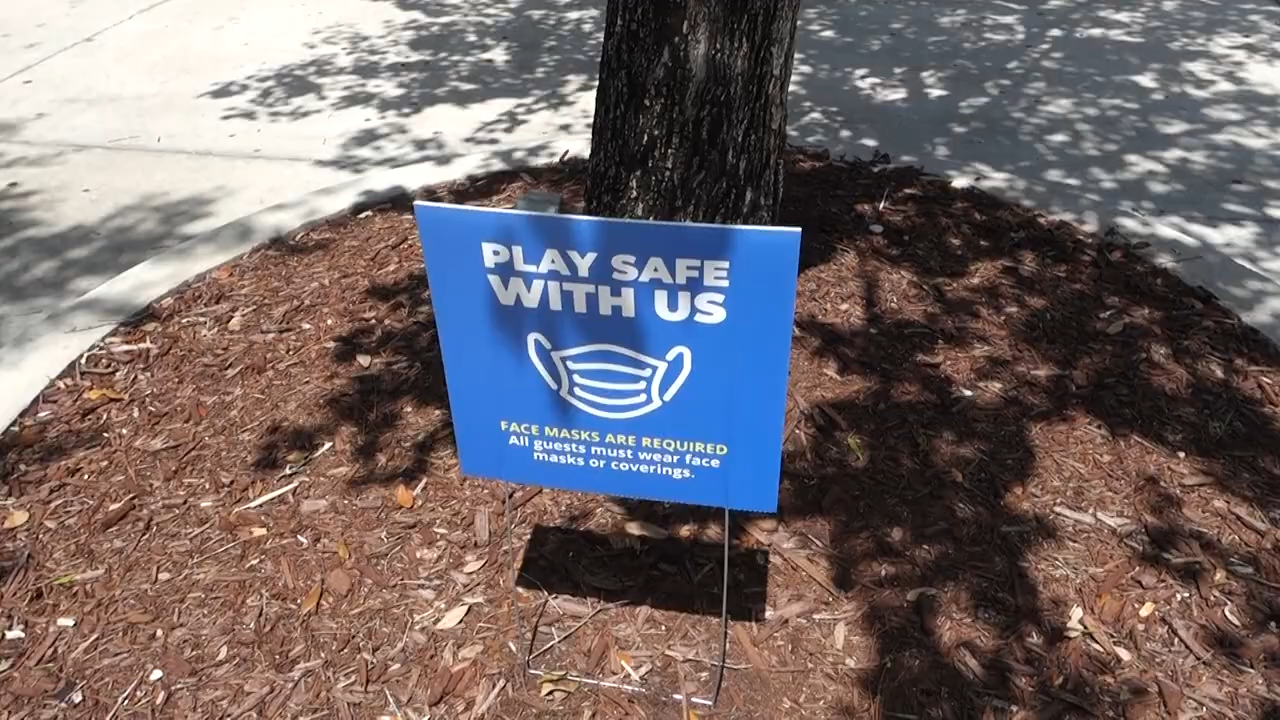 PLAY SAFE
WITH US
FACE MASKS ARE REQUIRED
All guests must wear face
masks or coverings.